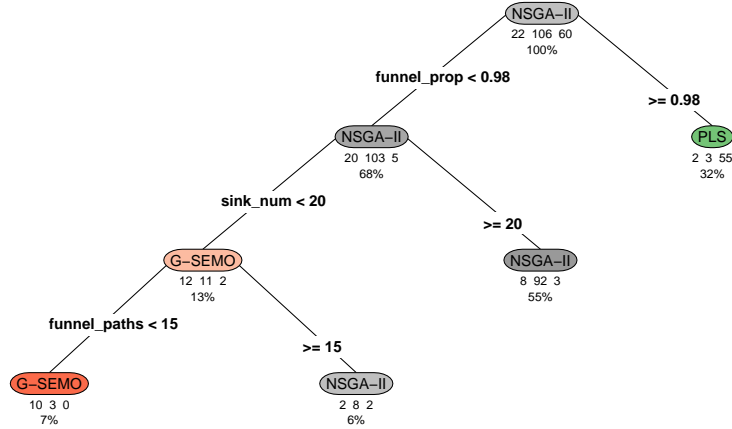 NSGA−II
22 106 60
100%
funnel_prop < 0.98
>= 0.98
NSGA−II
20 103 5
68%
PLS
2 3 55
32%
sink_num < 20
>= 20
G−SEMO
12 11 2
13%
NSGA−II
8 92 3
55%
funnel_paths < 15
>= 15
G−SEMO
10 3 0
7%
NSGA−II
2 8 2
6%